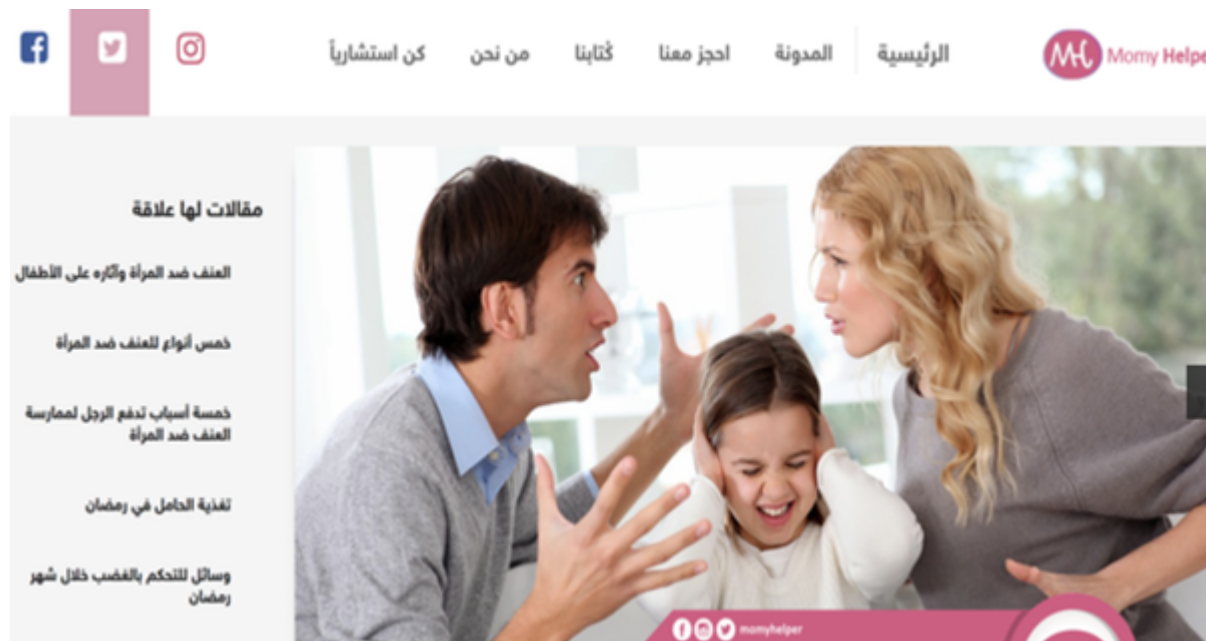 Momy Helpe
الرئيسية
المدونة
احجز معنا
كُتابنا
من نحن
كن استشارياً
مقالات لها علاقة
العنف ضد المرأة وآثاره على الأطفال
خمس أنواع للعنف ضد المرأة
خمسة أسباب تدفع الرجل لممارسة
العنف ضد المرأة
تغذية الحامل في رمضان
وسائل للتحكم بالغضب خلال شهر
رمضان
momyhelper